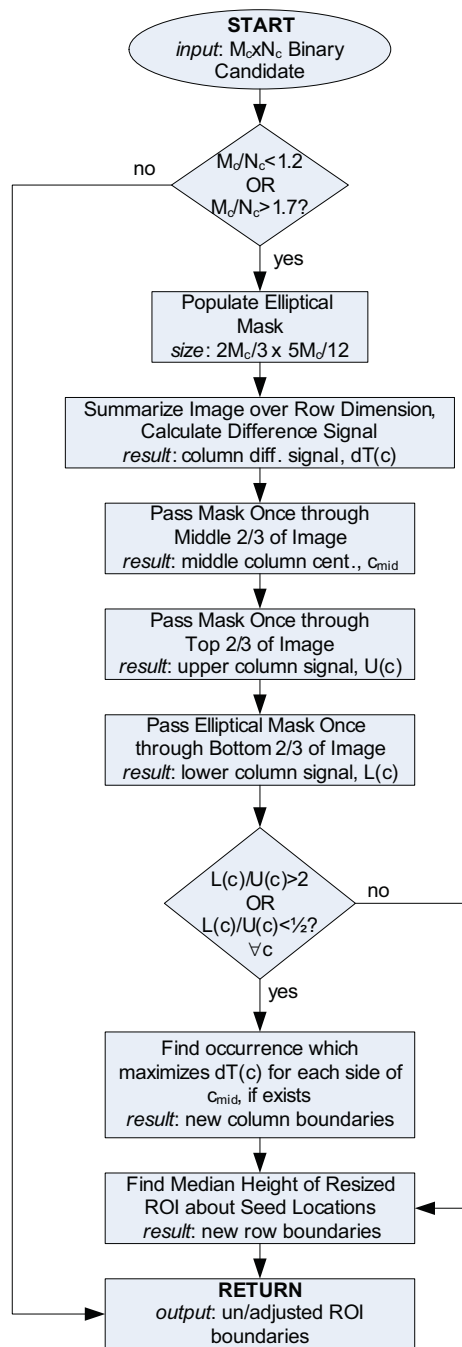 START
input: McxNc Binary
Candidate
Mc/Nc<1.2
OR
Mc/Nc>1.7?
no
yes
Populate Elliptical
Mask
size: 2Mc/3 x 5Mc/12
Summarize Image over Row Dimension,
Calculate Difference Signal
result: column diff. signal, dT(c)
Pass Mask Once through
Middle 2/3 of Image
result: middle column cent., cmid
Pass Mask Once through
Top 2/3 of Image
result: upper column signal, U(c)
Pass Elliptical Mask Once
through Bottom 2/3 of Image
result: lower column signal, L(c)
L(c)/U(c)>2
OR
L(c)/U(c)<½?
∀c
no
yes
Find occurrence which
maximizes dT(c) for each side of
cmid, if exists
result: new column boundaries
Find Median Height of Resized
ROI about Seed Locations
result: new row boundaries
RETURN
output: un/adjusted ROI
boundaries